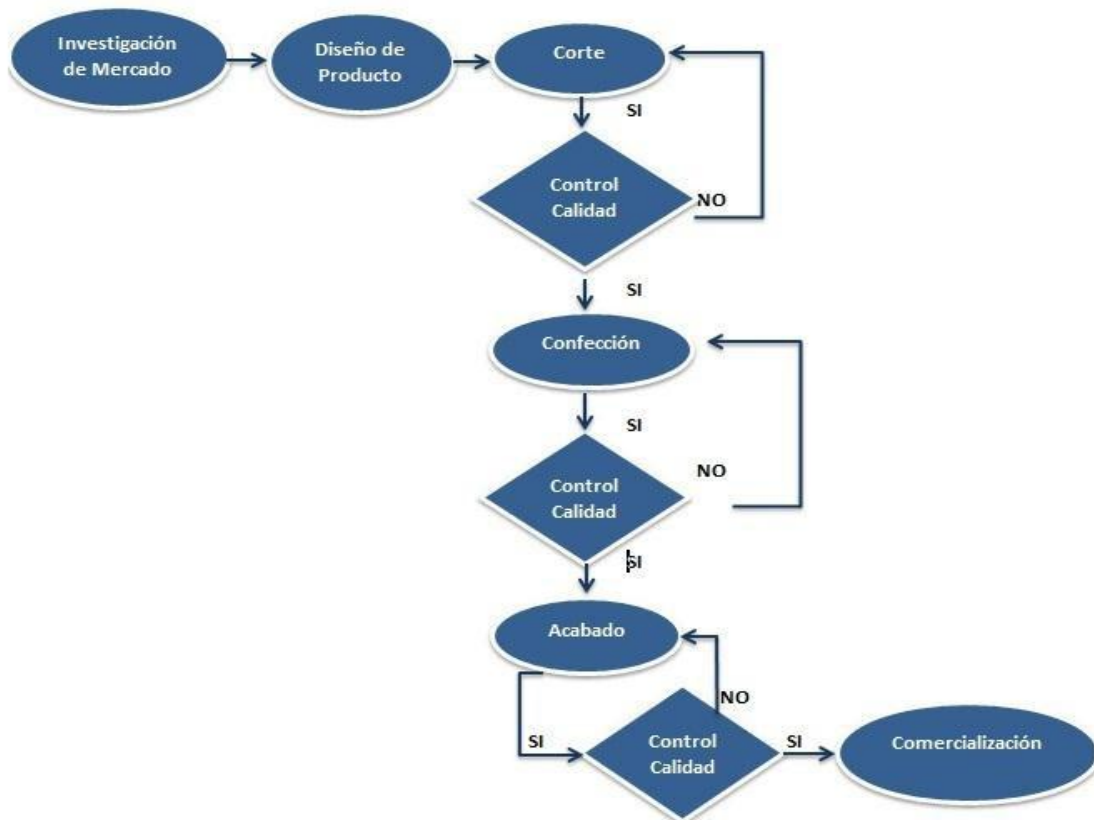 Investigación
de Mercado
Diseño de
Producto
Corte
SI
Control
Calidad
NO
SI
Confección
SI
Control
Calidad
NO
SI
Acabado
NO
SI
Control
Calidad
SI
Comercialización